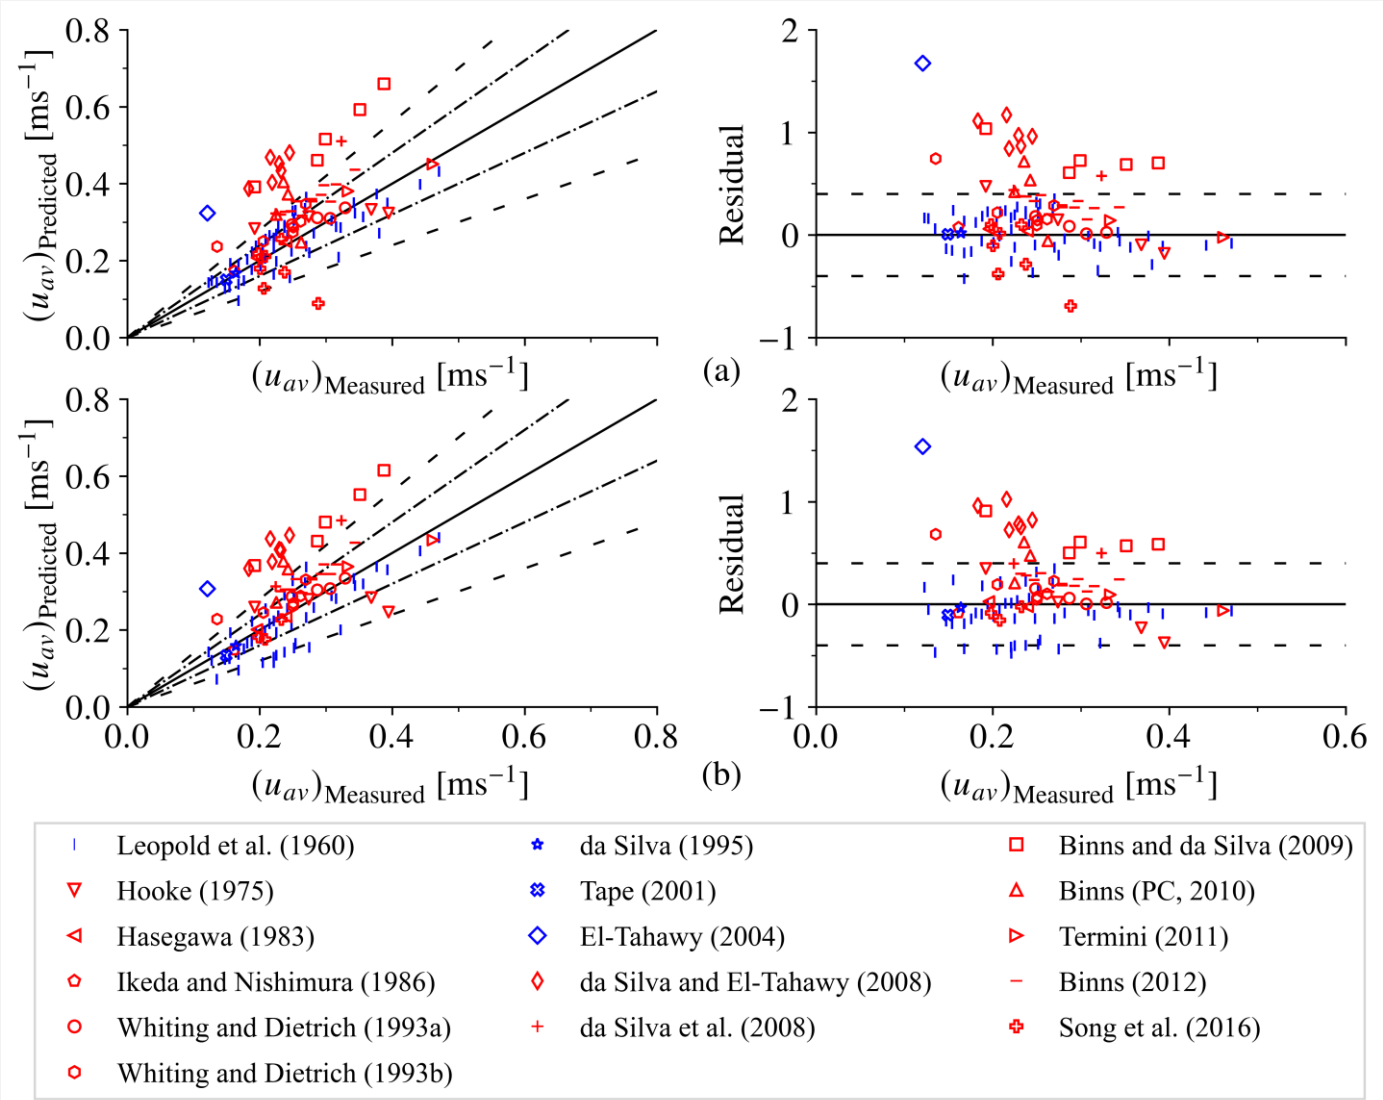 0.8
0.6
0.4
0.2
0.0
(u_av)Predicted [ms⁻¹]
(u_av)Measured [ms⁻¹]
2
1
0
−1
Residual
(u_av)Measured [ms⁻¹]
(a)
0.8
0.6
0.4
0.2
0.0
(u_av)Predicted [ms⁻¹]
0.0 0.2 0.4 0.6 0.8
(u_av)Measured [ms⁻¹]
2
1
0
−1
Residual
0.0 0.2 0.4 0.6
(u_av)Measured [ms⁻¹]
(b)
Leopold et al. (1960)
Hooke (1975)
Hasegawa (1983)
Ikeda and Nishimura (1986)
Whiting and Dietrich (1993a)
Whiting and Dietrich (1993b)
da Silva (1995)
Tape (2001)
El-Tahawy (2004)
da Silva and El-Tahawy (2008)
da Silva et al. (2008)
Binns and da Silva (2009)
Binns (PC, 2010)
Termini (2011)
Binns (2012)
Song et al. (2016)